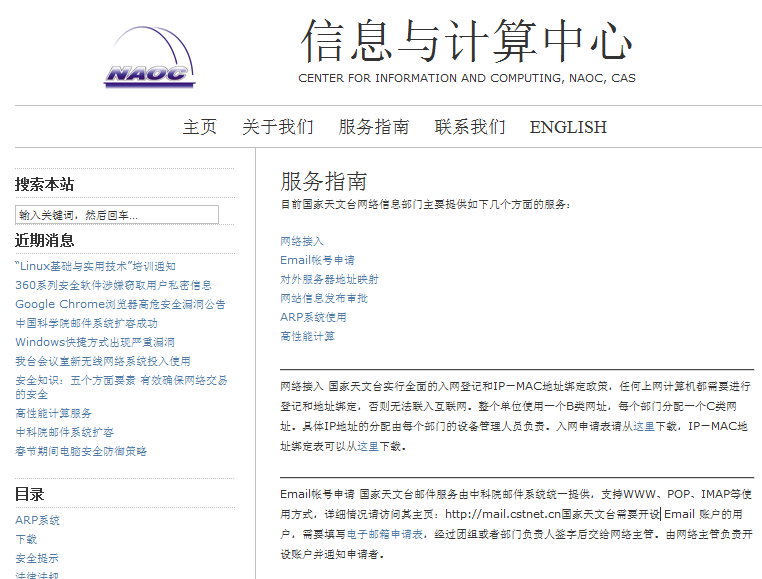 NAOC
信息与计算中心
CENTER FOR INFORMATION AND COMPUTING, NAOC, CAS
主页 关于我们 服务指南 联系我们 ENGLISH
搜索本站
输入关键词，然后回车...
近期消息
“Linux基础与实用技术”培训通知
360系列安全软件涉嫌窃取用户私密信息
Google Chrome浏览器高危安全漏洞公告
中国科学院邮件系统扩容成功
Windows快捷方式出现严重漏洞
我台会议室新无线网络系统投入使用
安全知识：五个方面要素 有效确保网络交易
的安全
高性能计算服务
中科院邮件系统扩容
春节期间电脑安全防御策略
目录
ARP系统
下载
安全提示
法律法规
服务指南
目前国家天文台网络信息部门主要提供如下几个方面的服务：
网络接入
Email帐号申请
对外服务器地址映射
网站信息发布审批
ARP系统使用
高性能计算
网络接入 国家天文台实行全面的入网登记和IP－MAC地址绑定政策，任何上网计算机都需要进行
登记和地址绑定，否则无法联入互联网。整个单位使用一个B类网址，每个部门分配一个C类网
址。具体IP地址的分配由每个部门的设备管理人员负责。入网申请表请从这里下载，IP－MAC地
址绑定表可以从这里下载。
Email帐号申请 国家天文台邮件服务由中科院邮件系统统一提供，支持WWW、POP、IMAP等使
用方式，详细情况请访问其主页：http://mail.cstnet.cn国家天文台需要开设 Email 账户的用
户，需要填写电子邮箱申请表，经过团组或者部门负责人签字后交给网络主管。由网络主管负责开
设账户并通知申请者。